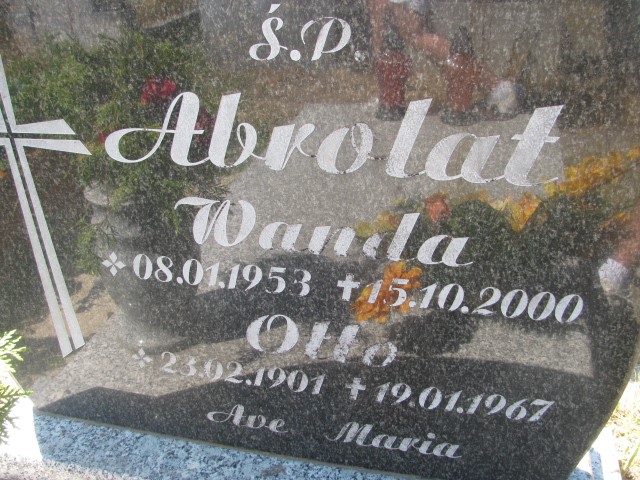 Ś.P
Abrolat
Wanda
08.01.1953 15.10.2000
Otto
23.02.1901 19.01.1967
Ave Maria